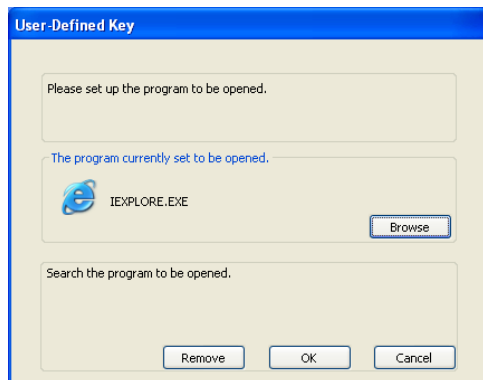 User-Defined Key
Please set up the program to be opened.
The program currently set to be opened.
IEXPLORE.EXE
Browse
Search the program to be opened.
Remove OK Cancel